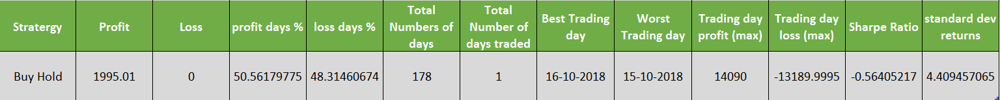 Stratergy Profit Loss profit days % loss days % Total Numbers of days Total Number of days traded Best Trading day Worst Trading day Trading day profit (max) Trading day loss (max) Sharpe Ratio standard dev returns
Buy Hold 1995.01 0 50.56179775 48.31460674 178 1 16-10-2018 15-10-2018 14090 -13189.9995 -0.56405217 4.409457065